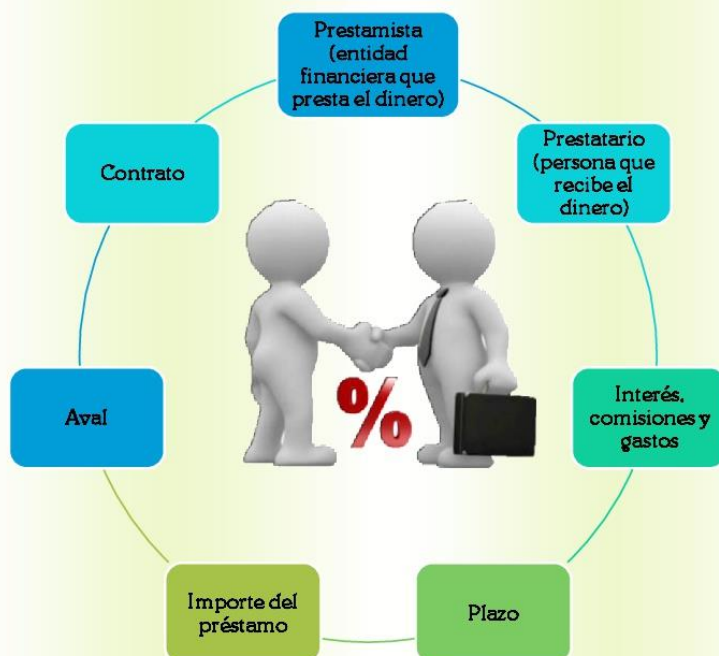 Prestamista
(entidad
financiera que
presta el dinero)
Prestatario
(persona que
recibe el
dinero)
Interés,
comisiones y
gastos
Plazo
Importe del
préstamo
Aval
Contrato
%